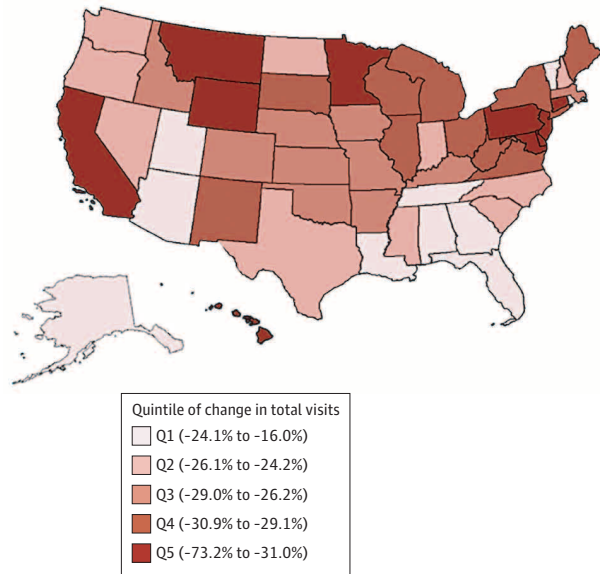 Quintile of change in total visits
Q1 (-24.1% to -16.0%)
Q2 (-26.1% to -24.2%)
Q3 (-29.0% to -26.2%)
Q4 (-30.9% to -29.1%)
Q5 (-73.2% to -31.0%)